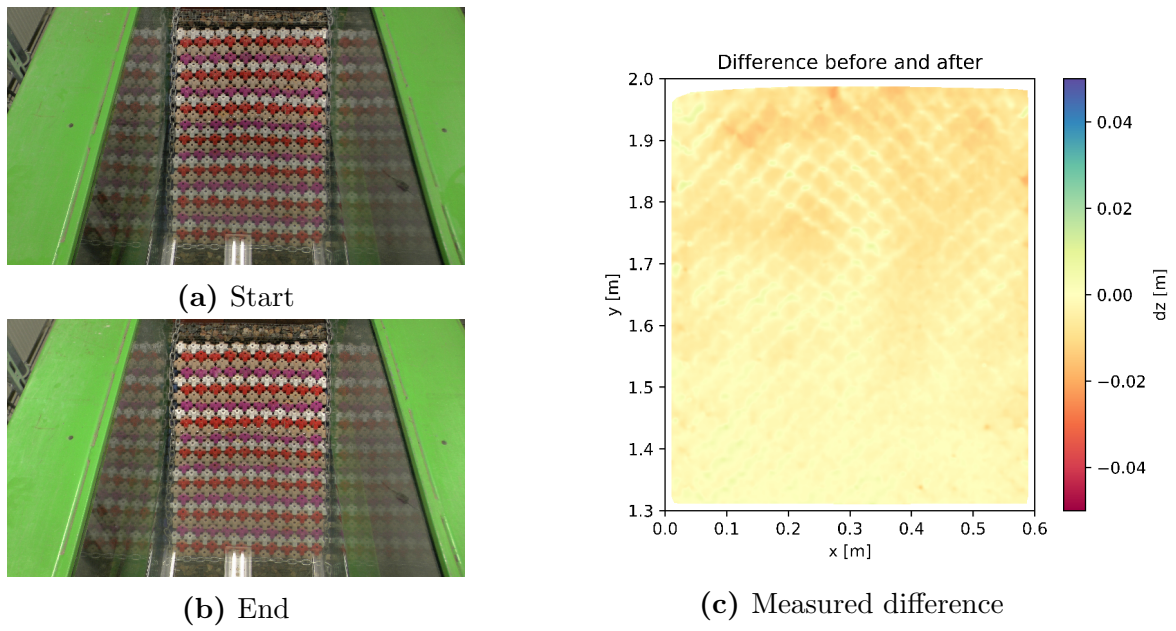 (a) Start
(b) End
Difference before and after
2.0
1.9
1.8
1.7
1.6
1.5
1.4
1.3
y [m]
0.0 0.1 0.2 0.3 0.4 0.5 0.6
x [m]
0.04
0.02
0.00
−0.02
−0.04
dz [m]
(c) Measured difference